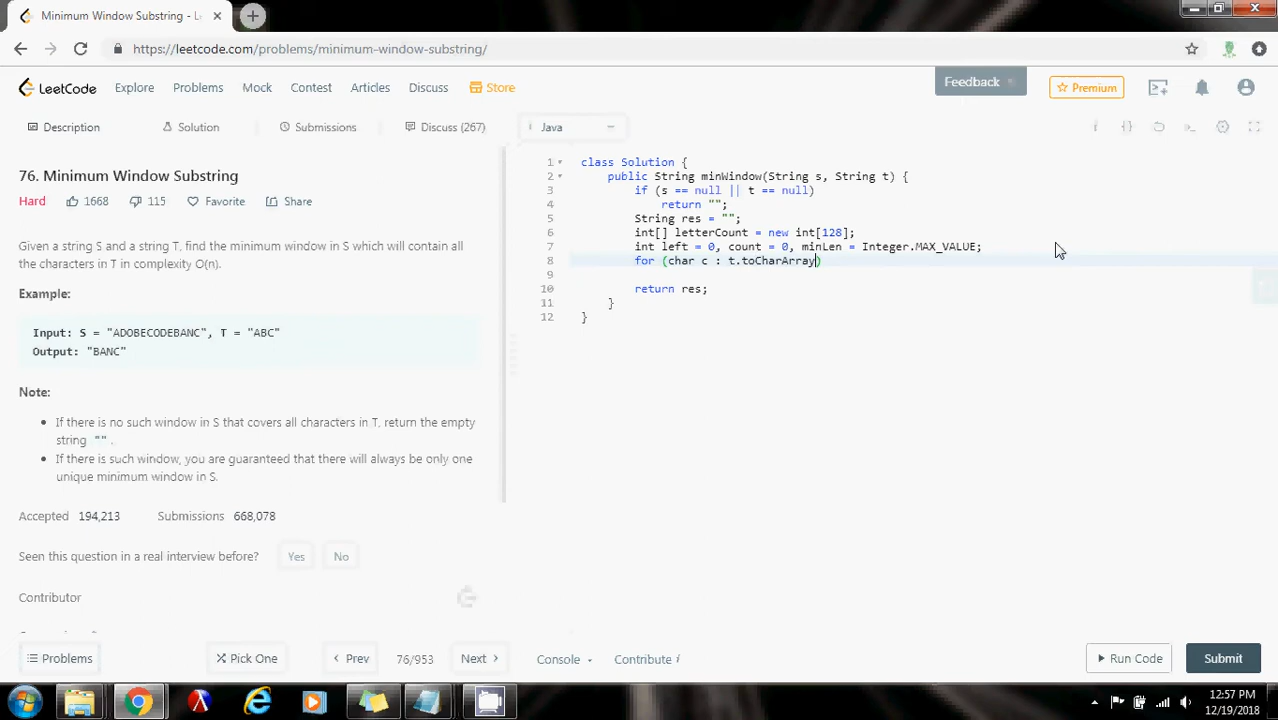 Minimum Window Substring - L
https://leetcode.com/problems/minimum-window-substring/
LeetCode Explore Problems Mock Contest Articles Discuss Store Feedback Premium
Description Solution Submissions Discuss (267) Java
76. Minimum Window Substring
Hard 1668 115 Favorite Share
Given a string S and a string T, find the minimum window in S which will contain all
the characters in T in complexity O(n).
Example:
Input: S = "ADOBECODEBANC", T = "ABC"
Output: "BANC"
Note:
If there is no such window in S that covers all characters in T, return the empty
string "" .
If there is such window, you are guaranteed that there will always be only one
unique minimum window in S.
Accepted 194,213 Submissions 668,078
Seen this question in a real interview before? Yes No
Contributor
1 class Solution {
2 public String minWindow(String s, String t) {
3 if (s == null || t == null)
4 return "";
5 String res = "";
6 int[] letterCount = new int[128];
7 int left = 0, count = 0, minLen = Integer.MAX_VALUE;
8 for (char c : t.toCharArray)
9
10 return res;
11 }
12 }
Problems Pick One Prev 76/953 Next Console Contribute i Run Code Submit
12:57 PM
12/19/2018